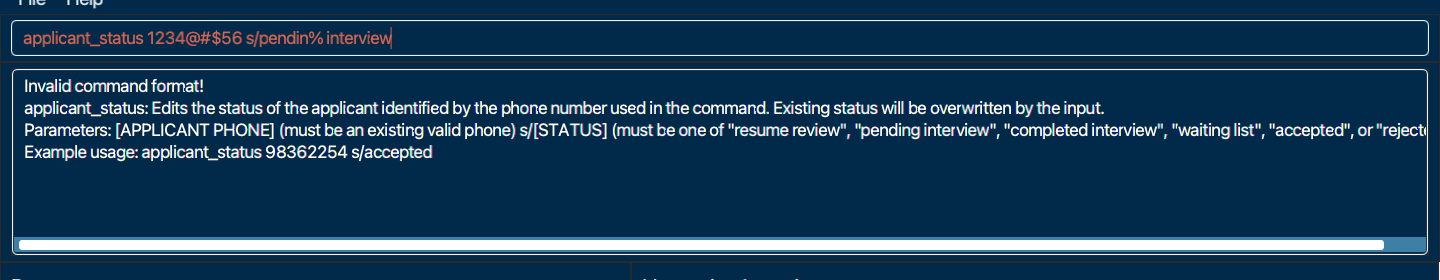 File Help
applicant_status 1234@#$56 s/pendin% interview
Invalid command format!
applicant_status: Edits the status of the applicant identified by the phone number used in the command. Existing status will be overwritten by the input.
Parameters: [APPLICANT PHONE] (must be an existing valid phone) s/[STATUS] (must be one of "resume review", "pending interview", "completed interview", "waiting list", "accepted", or "rejecte
Example usage: applicant_status 98362254 s/accepted